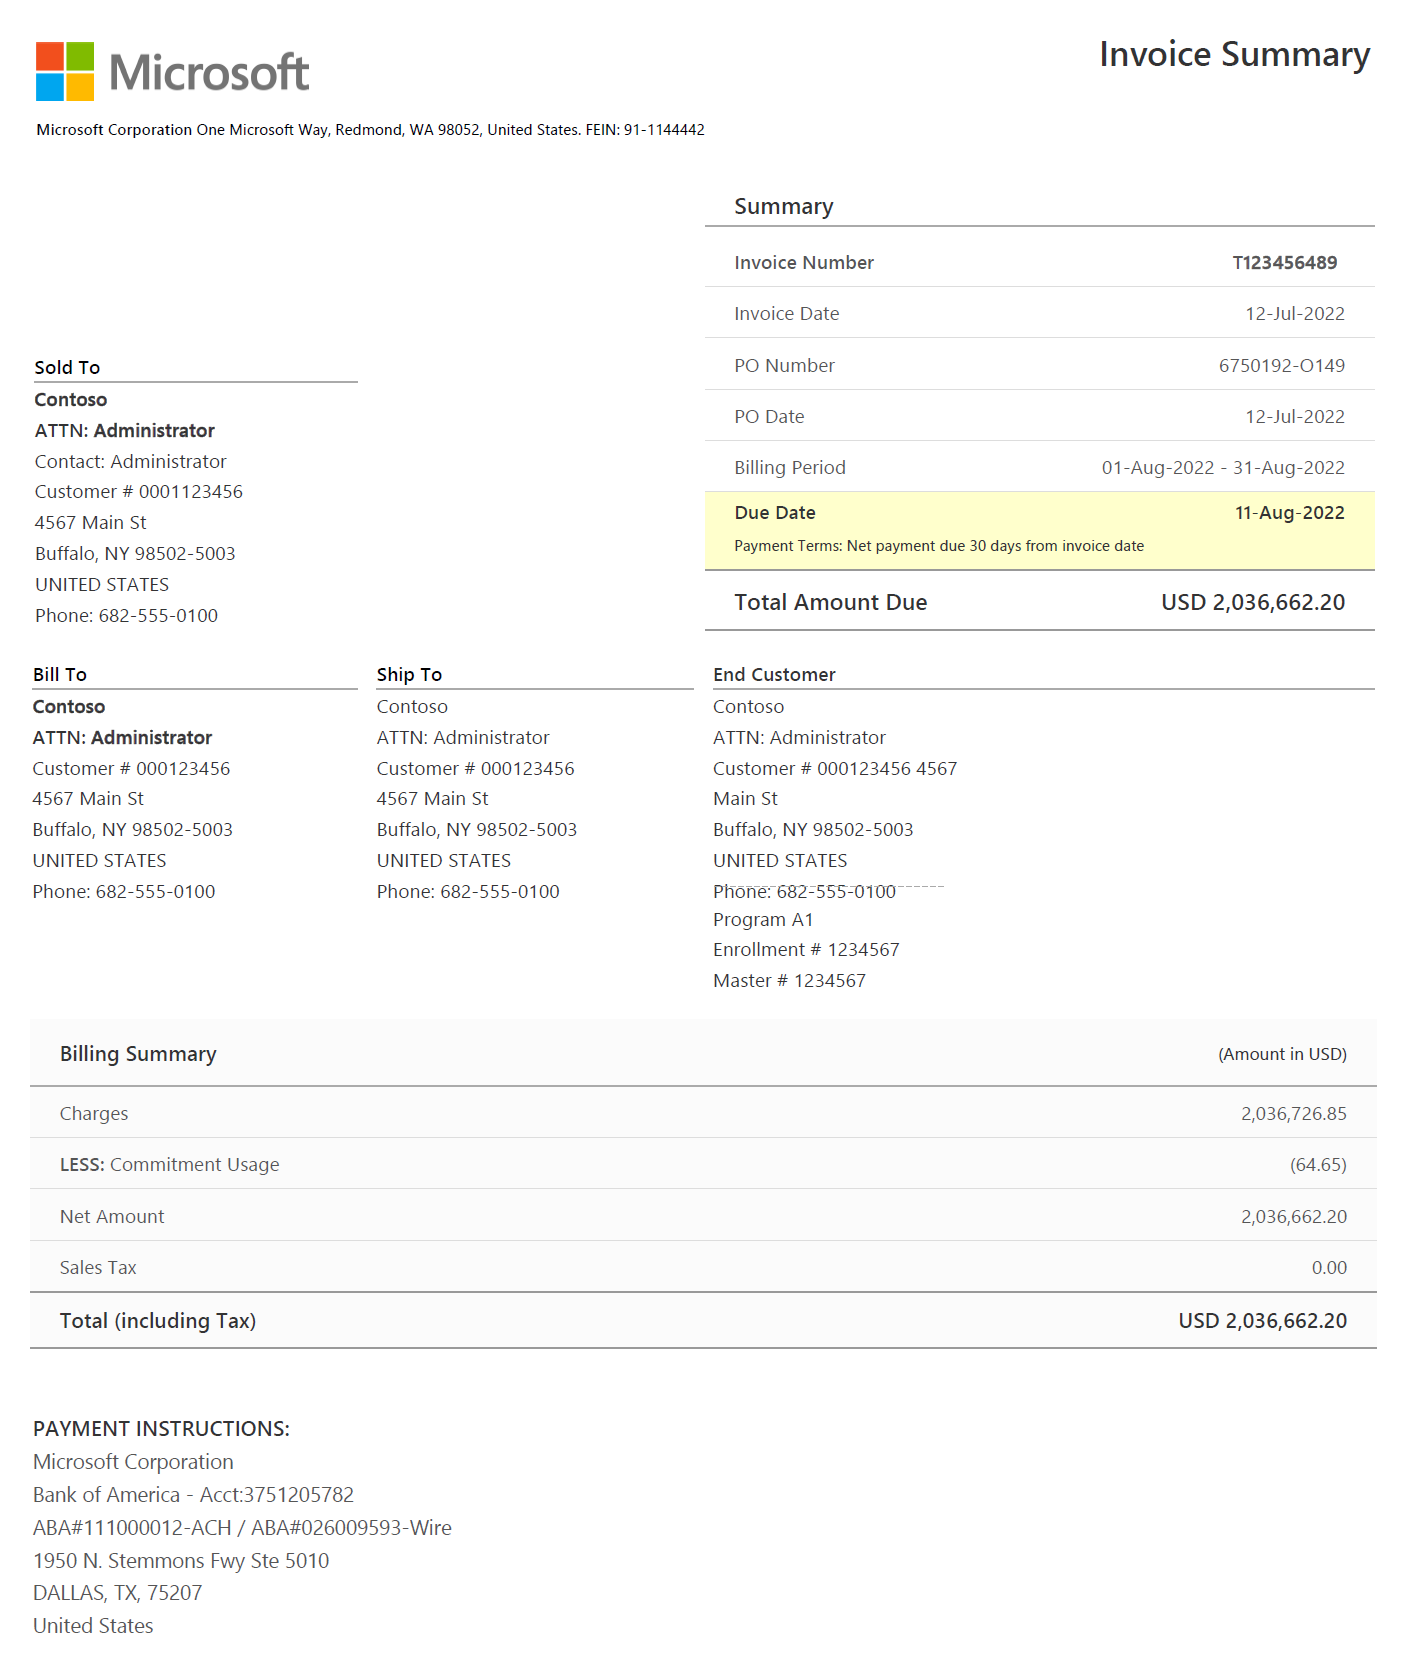 Microsoft
Invoice Summary
Microsoft Corporation One Microsoft Way, Redmond, WA 98052, United States. FEIN: 91-1144442
Summary
Invoice Number T123456489
Invoice Date 12-Jul-2022
PO Number 6750192-O149
PO Date 12-Jul-2022
Billing Period 01-Aug-2022 - 31-Aug-2022
Due Date 11-Aug-2022
Payment Terms: Net payment due 30 days from invoice date
Total Amount Due USD 2,036,662.20
Sold To
Contoso
ATTN: Administrator
Contact: Administrator
Customer # 0001123456
4567 Main St
Buffalo, NY 98502-5003
UNITED STATES
Phone: 682-555-0100
Bill To
Contoso
ATTN: Administrator
Customer # 000123456
4567 Main St
Buffalo, NY 98502-5003
UNITED STATES
Phone: 682-555-0100
Ship To
Contoso
ATTN: Administrator
Customer # 000123456
4567 Main St
Buffalo, NY 98502-5003
UNITED STATES
Phone: 682-555-0100
End Customer
Contoso
ATTN: Administrator
Customer # 000123456 4567
Main St
Buffalo, NY 98502-5003
UNITED STATES
Phone: 682-555-0100
Program A1
Enrollment # 1234567
Master # 1234567
Billing Summary (Amount in USD)
Charges 2,036,726.85
LESS: Commitment Usage (64.65)
Net Amount 2,036,662.20
Sales Tax 0.00
Total (including Tax) USD 2,036,662.20
PAYMENT INSTRUCTIONS:
Microsoft Corporation
Bank of America - Acct:3751205782
ABA#111000012-ACH / ABA#026009593-Wire
1950 N. Stemmons Fwy Ste 5010
DALLAS, TX, 75207
United States